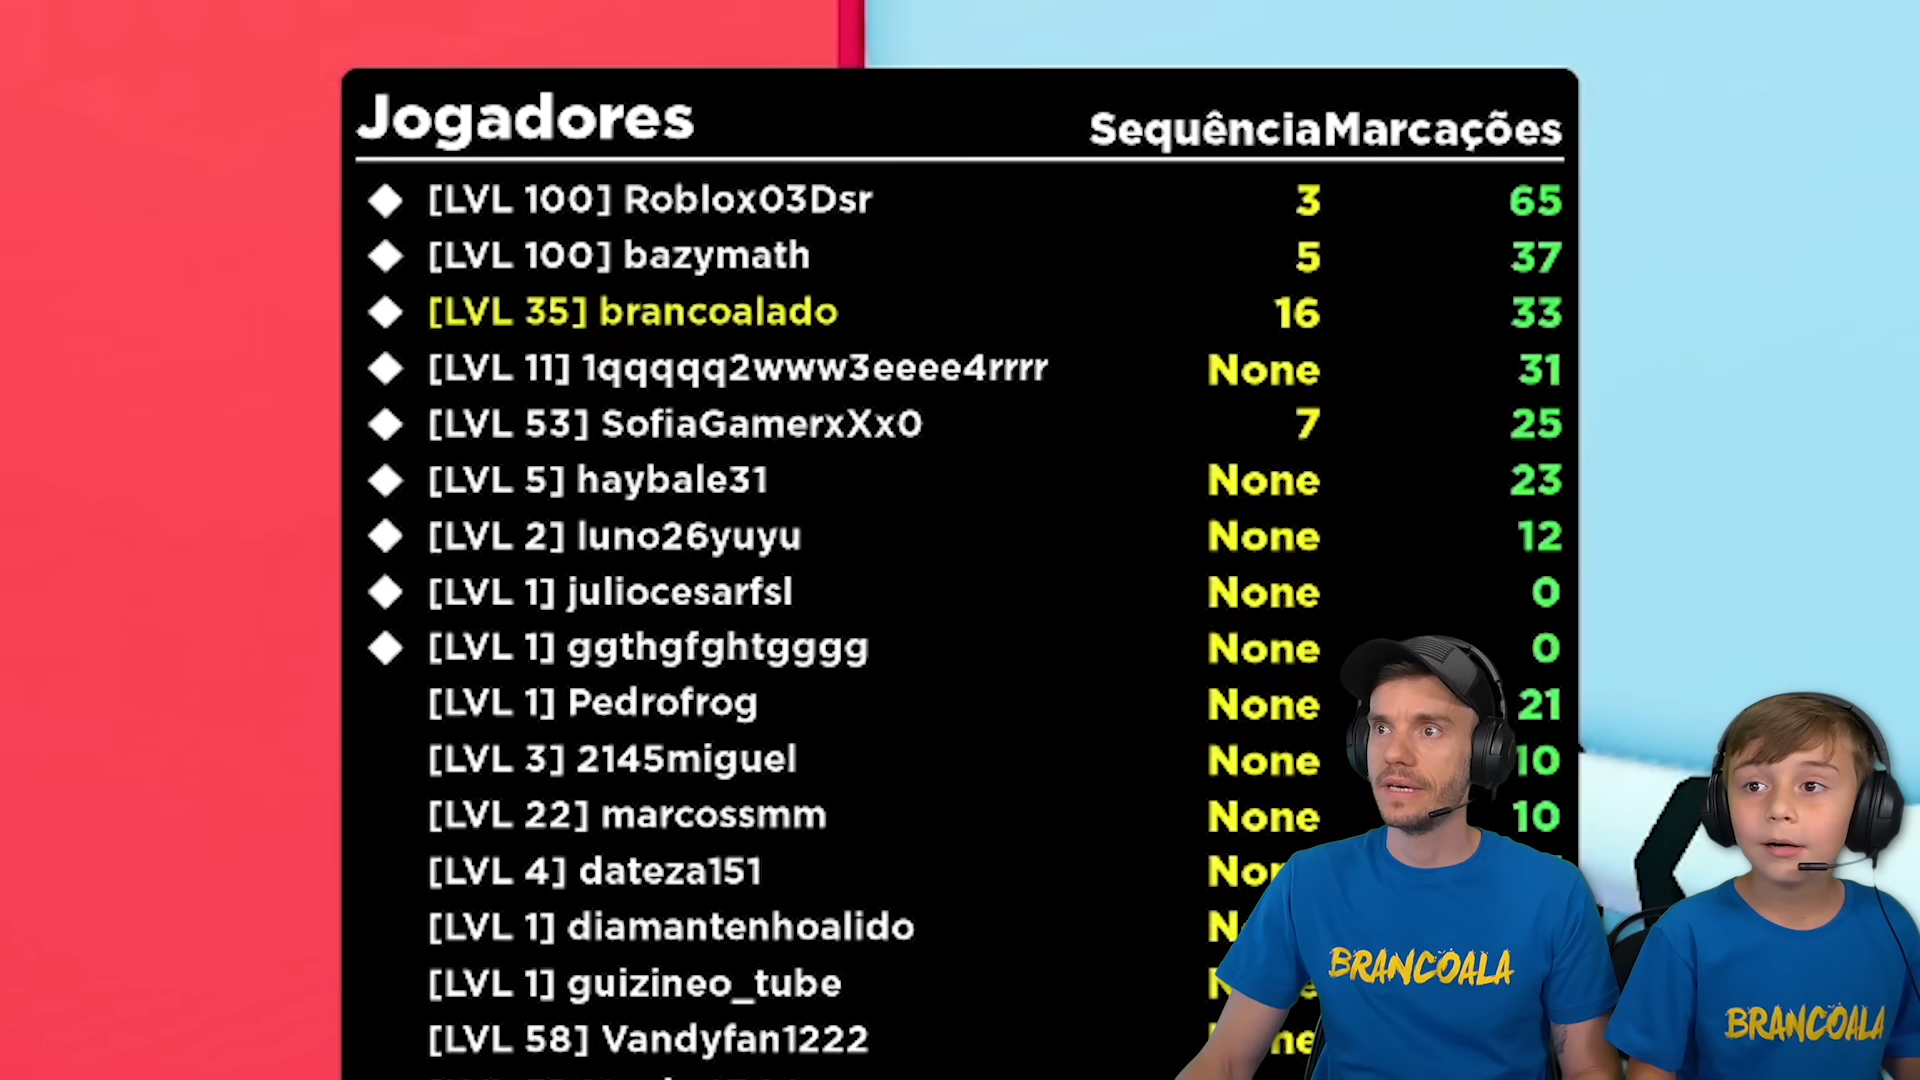 Jogadores SequênciaMarcações
[LVL 100] Roblox03Dsr 3 65
[LVL 100] bazymath 5 37
[LVL 35] brancoalado 16 33
[LVL 11] 1qqqqq2www3eeee4rrrr None 31
[LVL 53] SofiaGamerxXx0 7 25
[LVL 5] haybale31 None 23
[LVL 2] luno26yuyu None 12
[LVL 1] juliocesarfsl None 0
[LVL 1] ggthgfghtgggg None 0
[LVL 1] Pedrofrog None 21
[LVL 3] 2145miguel None 10
[LVL 22] marcossmm None 10
[LVL 4] dateza151
[LVL 1] diamantenhoalido
[LVL 1] guizineo_tube
[LVL 58] Vandyfan1222
BRANCOALA
BRANCOALA